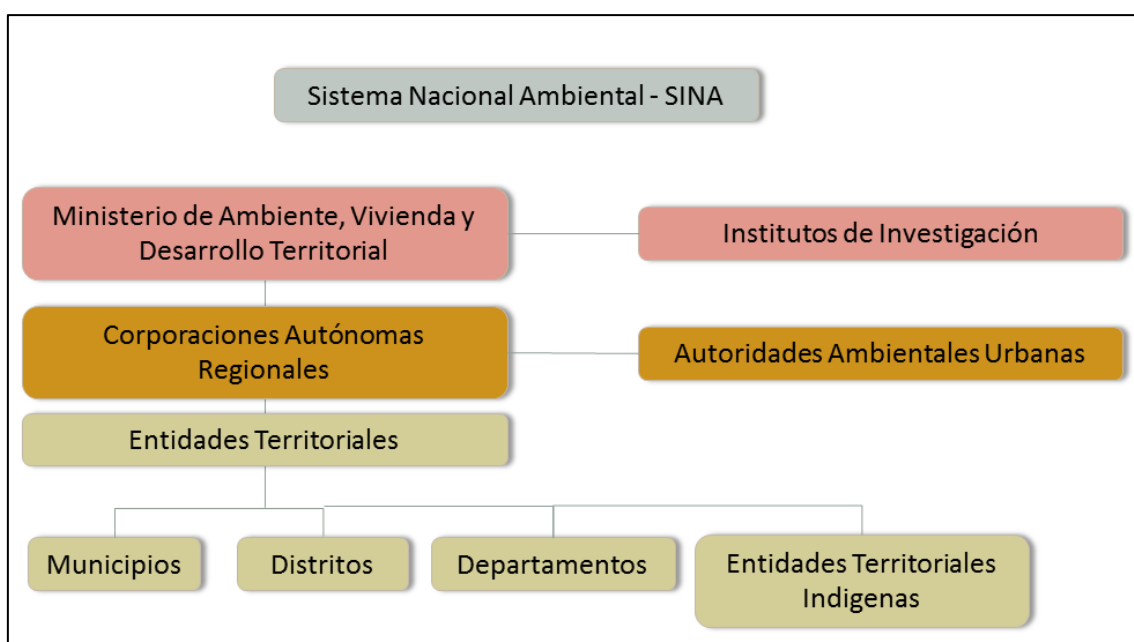 Sistema Nacional Ambiental - SINA
Ministerio de Ambiente, Vivienda y
Desarrollo Territorial
Institutos de Investigación
Corporaciones Autónomas
Regionales
Autoridades Ambientales Urbanas
Entidades Territoriales
Municipios
Distritos
Departamentos
Entidades Territoriales
Indigenas